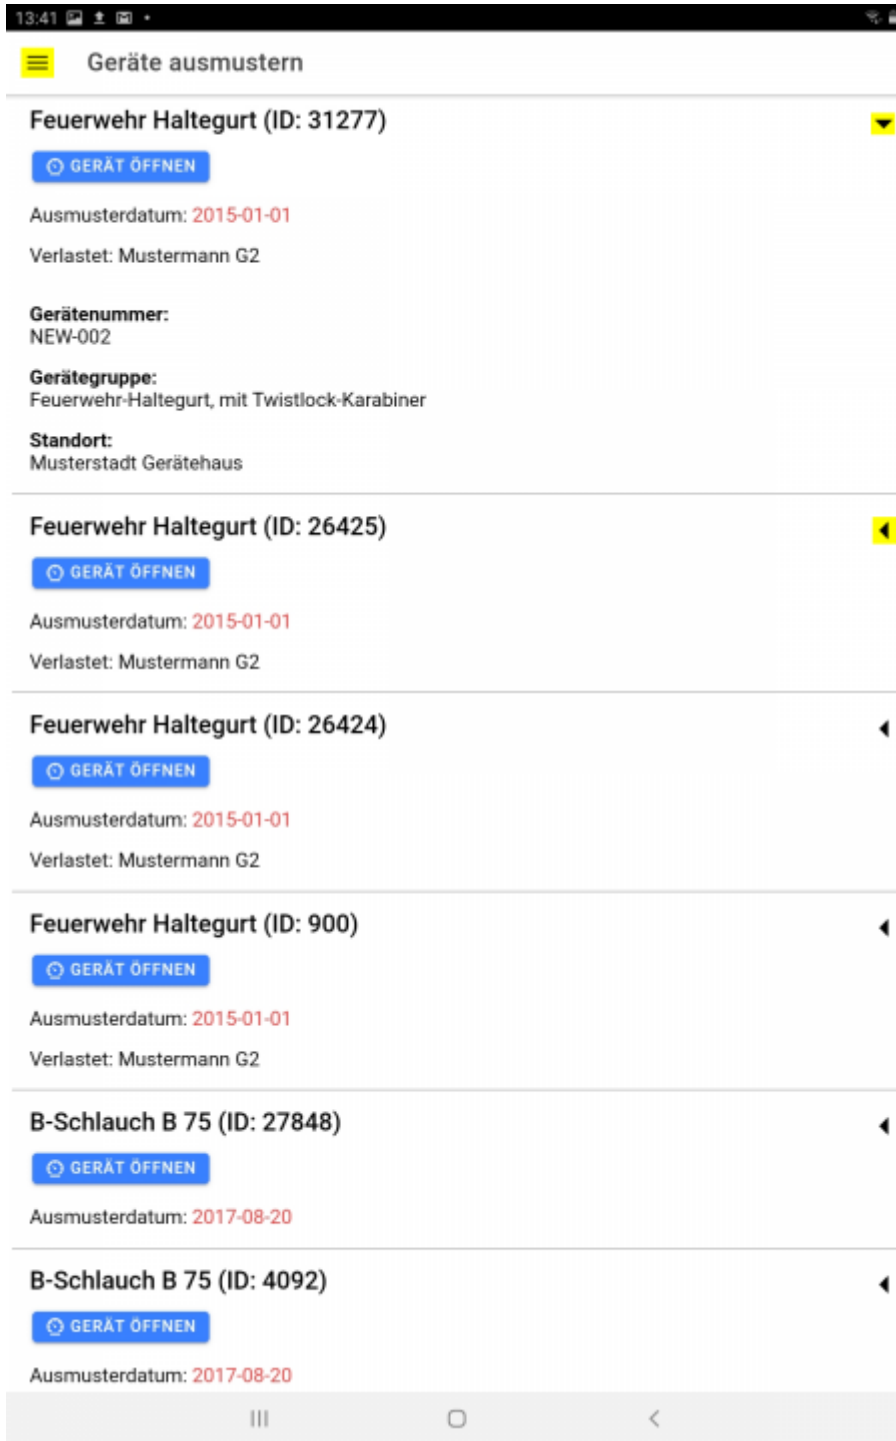 13:41
Geräte ausmustern
Feuerwehr Haltegurt (ID: 31277)
GERÄT ÖFFNEN
Ausmusterdatum: 2015-01-01
Verlastet: Mustermann G2
Gerätenummer:
NEW-002
Gerätegruppe:
Feuerwehr-Haltegurt, mit Twistlock-Karabiner
Standort:
Musterstadt Gerätehaus
Feuerwehr Haltegurt (ID: 26425)
GERÄT ÖFFNEN
Ausmusterdatum: 2015-01-01
Verlastet: Mustermann G2
Feuerwehr Haltegurt (ID: 26424)
GERÄT ÖFFNEN
Ausmusterdatum: 2015-01-01
Verlastet: Mustermann G2
Feuerwehr Haltegurt (ID: 900)
GERÄT ÖFFNEN
Ausmusterdatum: 2015-01-01
Verlastet: Mustermann G2
B-Schlauch B 75 (ID: 27848)
GERÄT ÖFFNEN
Ausmusterdatum: 2017-08-20
B-Schlauch B 75 (ID: 4092)
GERÄT ÖFFNEN
Ausmusterdatum: 2017-08-20